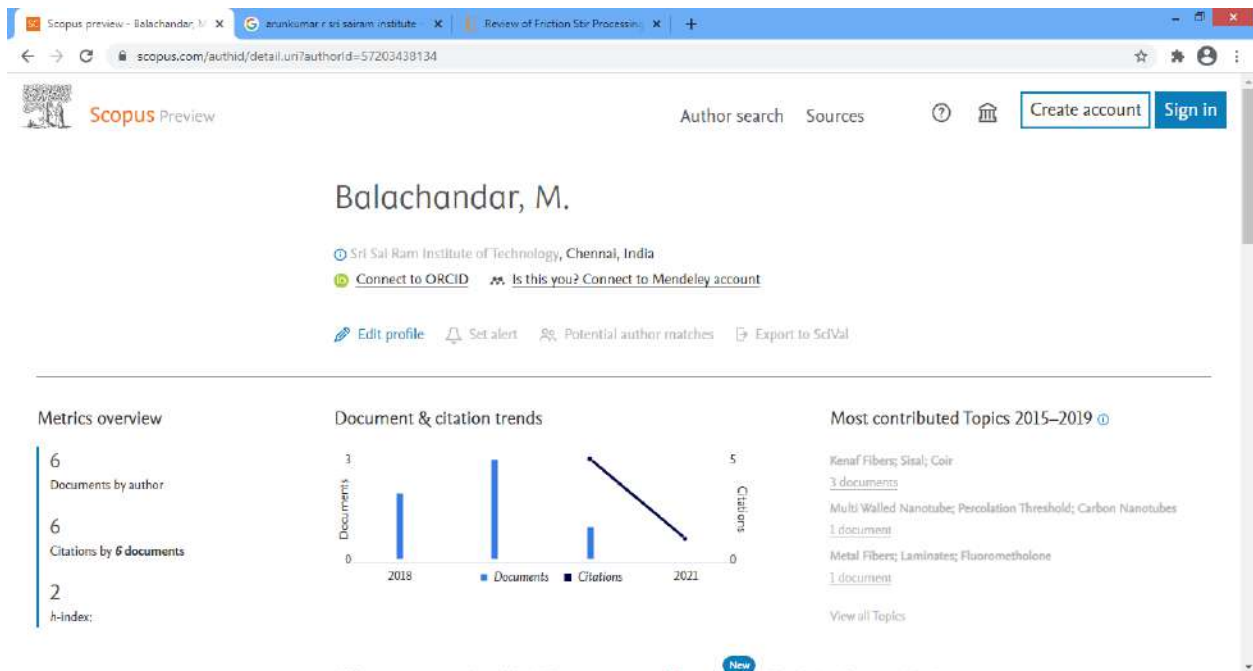 Scopus preview - Balachandar, M
arunkumar r sri sairam institute
Review of Friction Stir Processing
scopus.com/authid/detail.uri?authorId=57203438134
Scopus Preview
Author search
Sources
Create account
Sign in
Balachandar, M.
Sri Sai Ram Institute of Technology, Chennai, India
Connect to ORCID
Is this you? Connect to Mendeley account
Edit profile
Set alert
Potential author matches
Export to SciVal
Metrics overview
6
Documents by author
6
Citations by 6 documents
2
h-index:
Document & citation trends
3
0
Documents
5
0
Citations
2018
Documents
Citations
2021
Most contributed Topics 2015–2019
Kenaf Fibers; Sisal; Coir
3 documents
Multi Walled Nanotube; Percolation Threshold; Carbon Nanotubes
1 document
Metal Fibers; Laminates; Fluorometholone
1 document
View all Topics
New